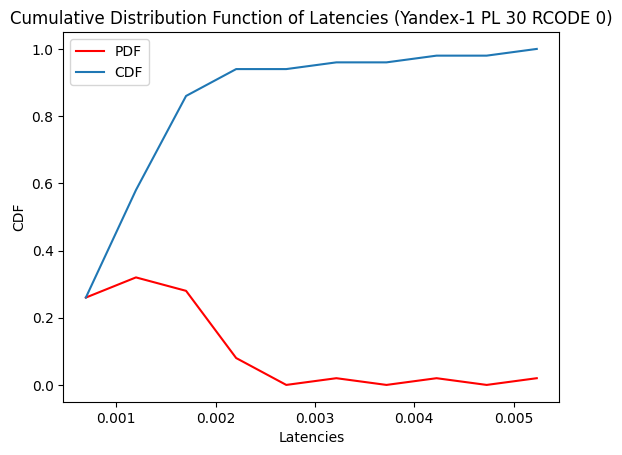 Cumulative Distribution Function of Latencies (Yandex-1 PL 30 RCODE 0)
PDF
CDF
1.0
0.8
0.6
0.4
0.2
0.0
CDF
0.001
0.002
0.003
0.004
0.005
Latencies